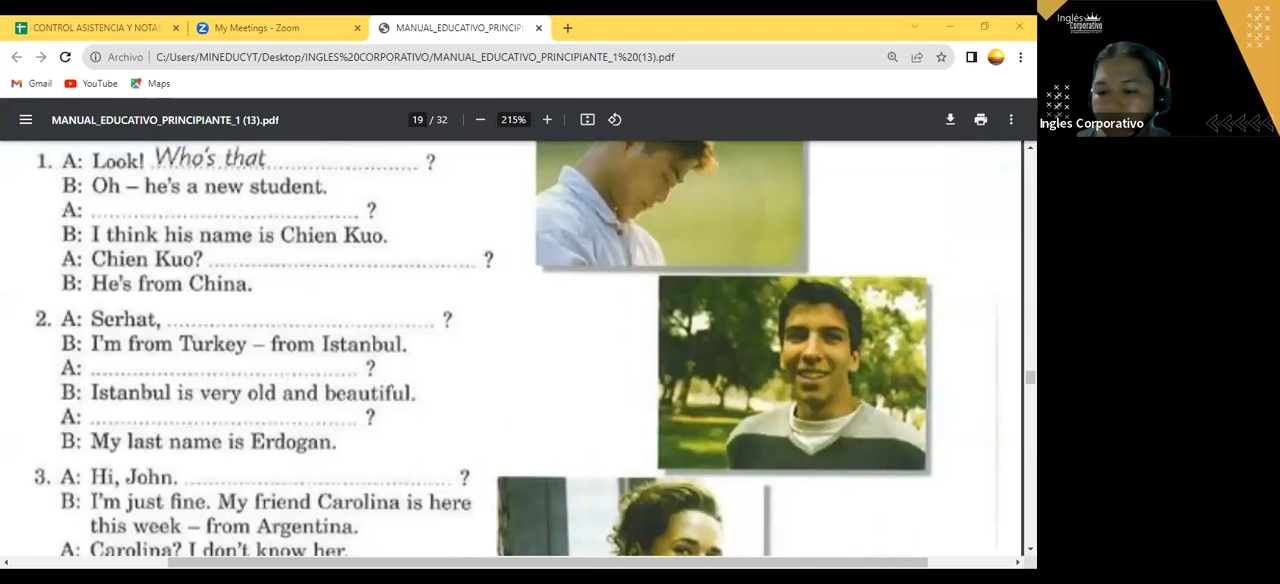 CONTROL ASISTENCIA Y NOTAS
My Meetings - Zoom
MANUAL_EDUCATIVO_PRINCIPI
Archivo
C:/Users/MINEDUCYT/Desktop/INGLES%20CORPORATIVO/MANUAL_EDUCATIVO_PRINCIPIANTE_1%20(13).pdf
Gmail YouTube Maps
MANUAL_EDUCATIVO_PRINCIPIANTE_1 (13).pdf
19 / 32
215%
1. A: Look! Who's that ?
B: Oh – he's a new student.
A: ?
B: I think his name is Chien Kuo.
A: Chien Kuo? ?
B: He's from China.
2. A: Serhat, ?
B: I'm from Turkey – from Istanbul.
A: ?
B: Istanbul is very old and beautiful.
A: ?
B: My last name is Erdogan.
3. A: Hi, John. ?
B: I'm just fine. My friend Carolina is here
this week – from Argentina.
A: Carolina? I don't know her.
Inglés
Corporativo
Ingles Corporativo